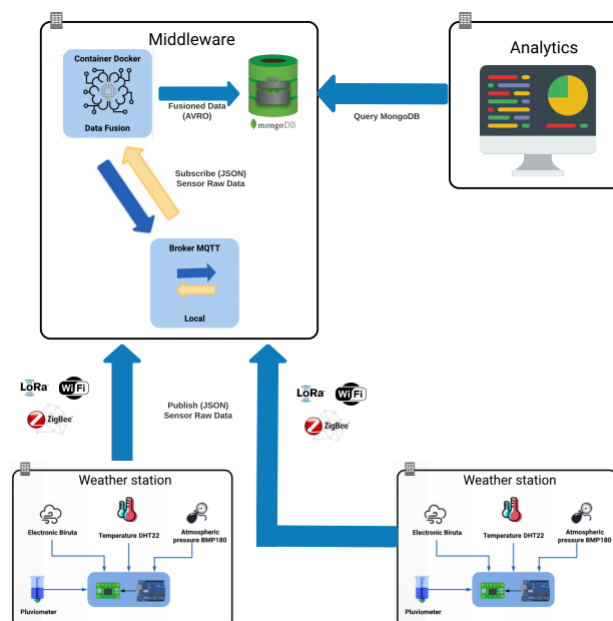 Middleware
Container Docker
Data Fusion
Fusioned Data
(AVRO)
mongoDB
Query MongoDB
Analytics
Subscribe (JSON)
Sensor Raw Data
Broker MQTT
Local
LoRa
WiFi
ZigBee
Publish (JSON)
Sensor Raw Data
LoRa
WiFi
ZigBee
Weather station
Electronic Biruta
Temperature DHT22
Atmospheric
pressure BMP180
Pluviometer
Weather station
Electronic Biruta
Temperature DHT22
Atmospheric
pressure BMP180
Pluviometer